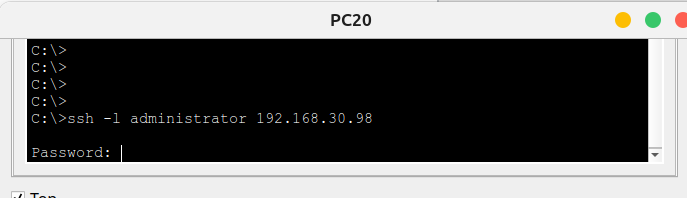 PC20
C:\>
C:\>
C:\>
C:\>
C:\>ssh -l administrator 192.168.30.98
Password:
Top